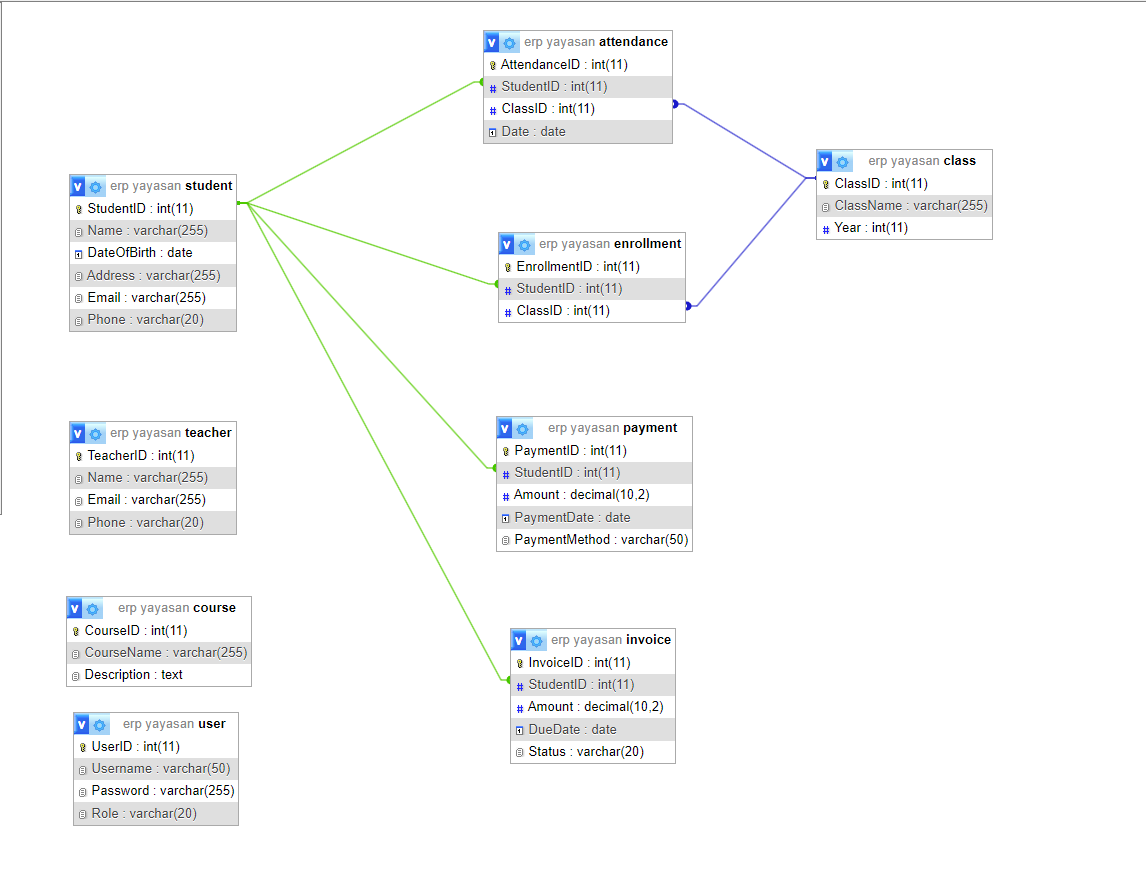 erp yayasan attendance
AttendanceID : int(11)
StudentID : int(11)
ClassID : int(11)
Date : date
erp yayasan class
ClassID : int(11)
ClassName : varchar(255)
Year : int(11)
erp yayasan student
StudentID : int(11)
Name : varchar(255)
DateOfBirth : date
Address : varchar(255)
Email : varchar(255)
Phone : varchar(20)
erp yayasan enrollment
EnrollmentID : int(11)
StudentID : int(11)
ClassID : int(11)
erp yayasan teacher
TeacherID : int(11)
Name : varchar(255)
Email : varchar(255)
Phone : varchar(20)
erp yayasan payment
PaymentID : int(11)
StudentID : int(11)
Amount : decimal(10,2)
PaymentDate : date
PaymentMethod : varchar(50)
erp yayasan course
CourseID : int(11)
CourseName : varchar(255)
Description : text
erp yayasan invoice
InvoiceID : int(11)
StudentID : int(11)
Amount : decimal(10,2)
DueDate : date
Status : varchar(20)
erp yayasan user
UserID : int(11)
Username : varchar(50)
Password : varchar(255)
Role : varchar(20)